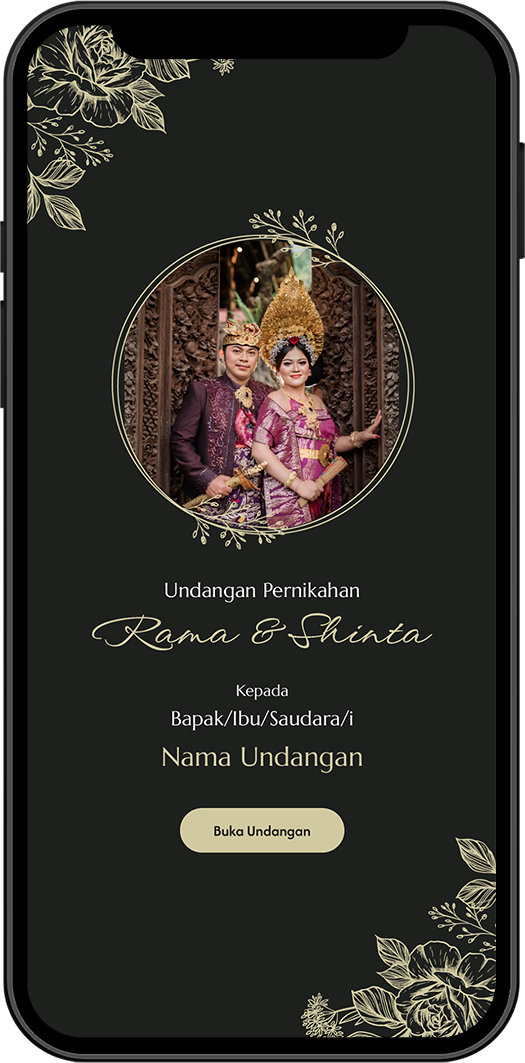 Undangan Pernikahan
Rama & Shinta
Kepada
Bapak/Ibu/Saudara/i
Nama Undangan
Buka Undangan